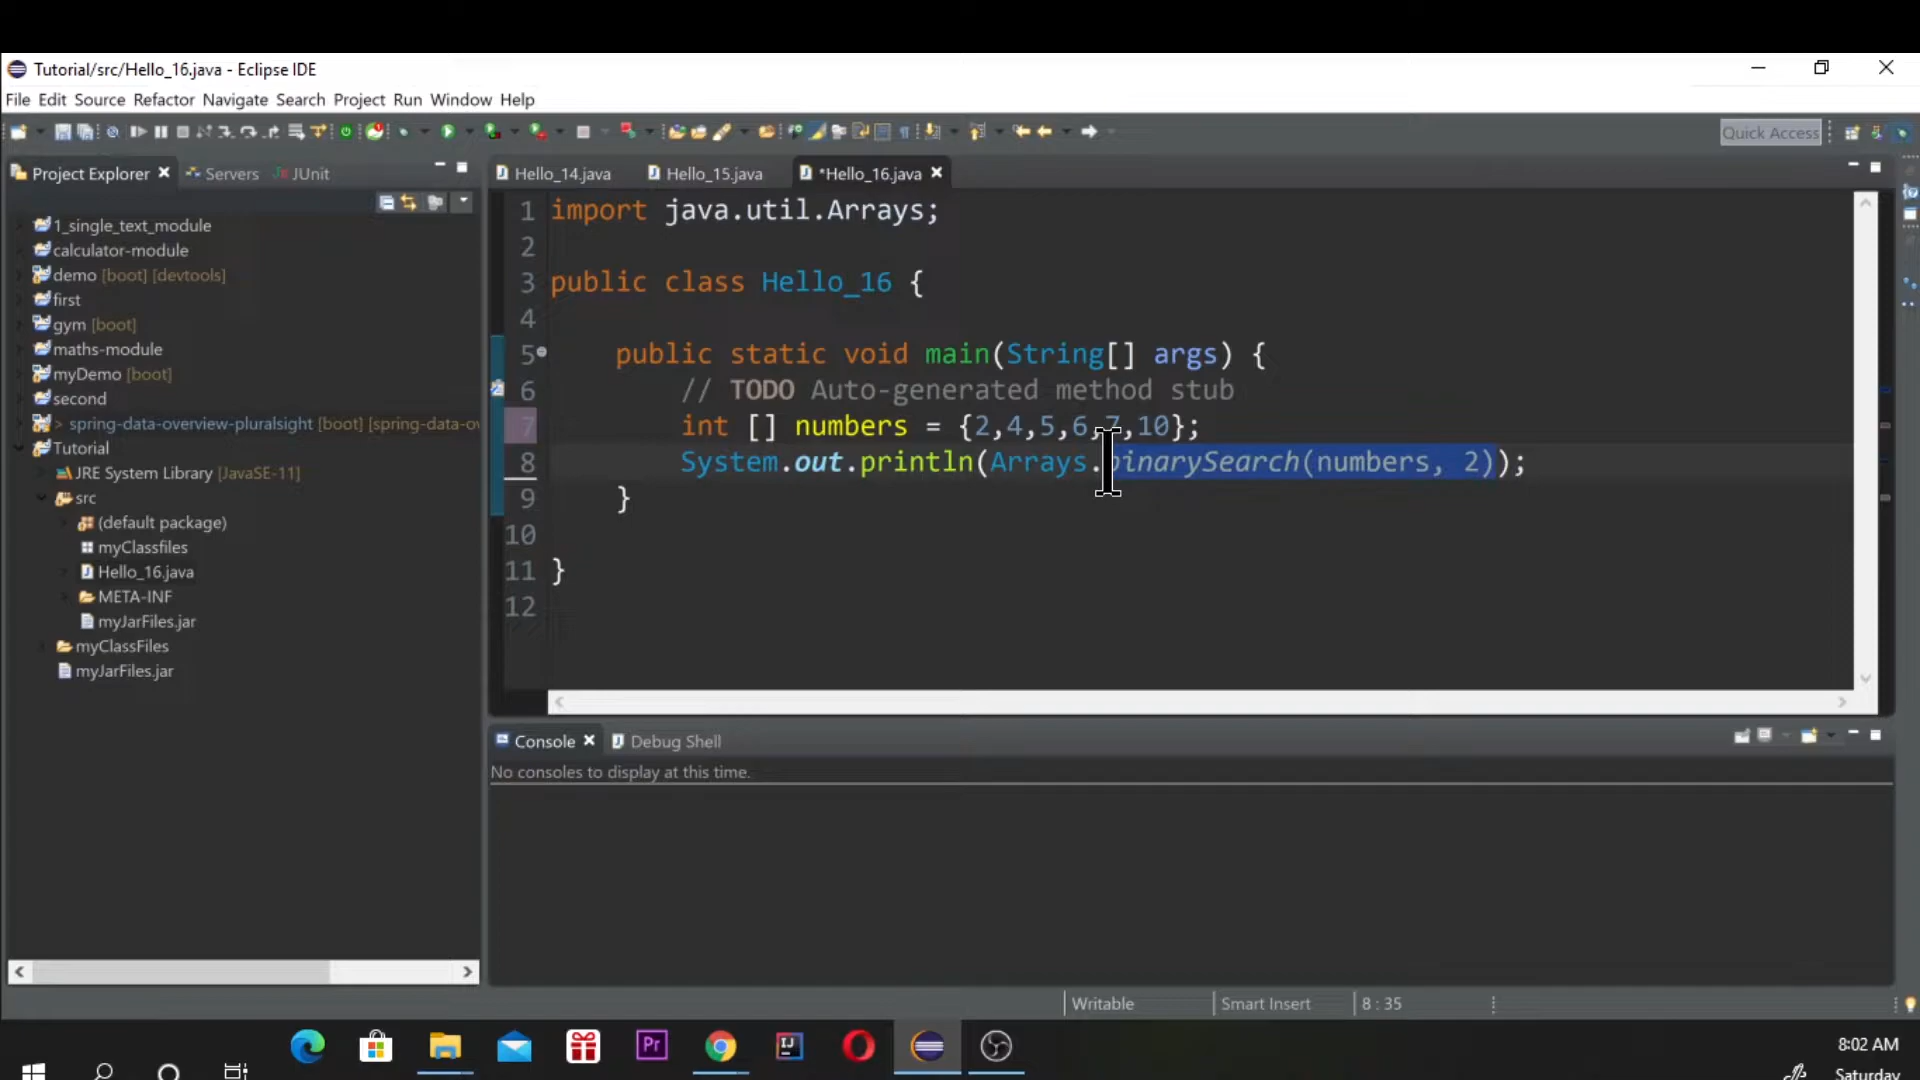 Tutorial/src/Hello_16.java - Eclipse IDE
File Edit Source Refactor Navigate Search Project Run Window Help
Quick Access
Project Explorer Servers JUnit
Hello_14.java Hello_15.java *Hello_16.java
1_single_text_module
calculator-module
demo [boot] [devtools]
first
gym [boot]
maths-module
myDemo [boot]
second
> spring-data-overview-pluralsight [boot] [spring-data-ov
Tutorial
JRE System Library [JavaSE-11]
src
(default package)
myClassfiles
Hello_16.java
META-INF
myJarFiles.jar
myClassFiles
myJarFiles.jar
1 import java.util.Arrays;
2
3 public class Hello_16 {
4
5 public static void main(String[] args) {
6 // TODO Auto-generated method stub
7 int [] numbers = {2,4,5,6,7,10};
8 System.out.println(Arrays.binarySearch(numbers, 2));
9 }
10
11 }
12
Console Debug Shell
No consoles to display at this time.
Writable Smart Insert 8 : 35
Pr
IJ
8:02 AM
Saturday